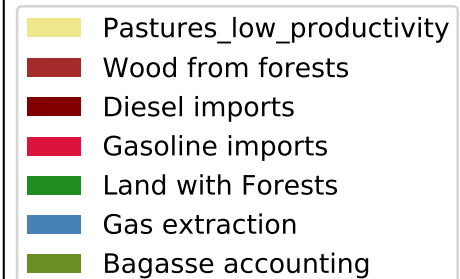 Pastures_low_productivity
Wood from forests
Diesel imports
Gasoline imports
Land with Forests
Gas extraction
Bagasse accounting